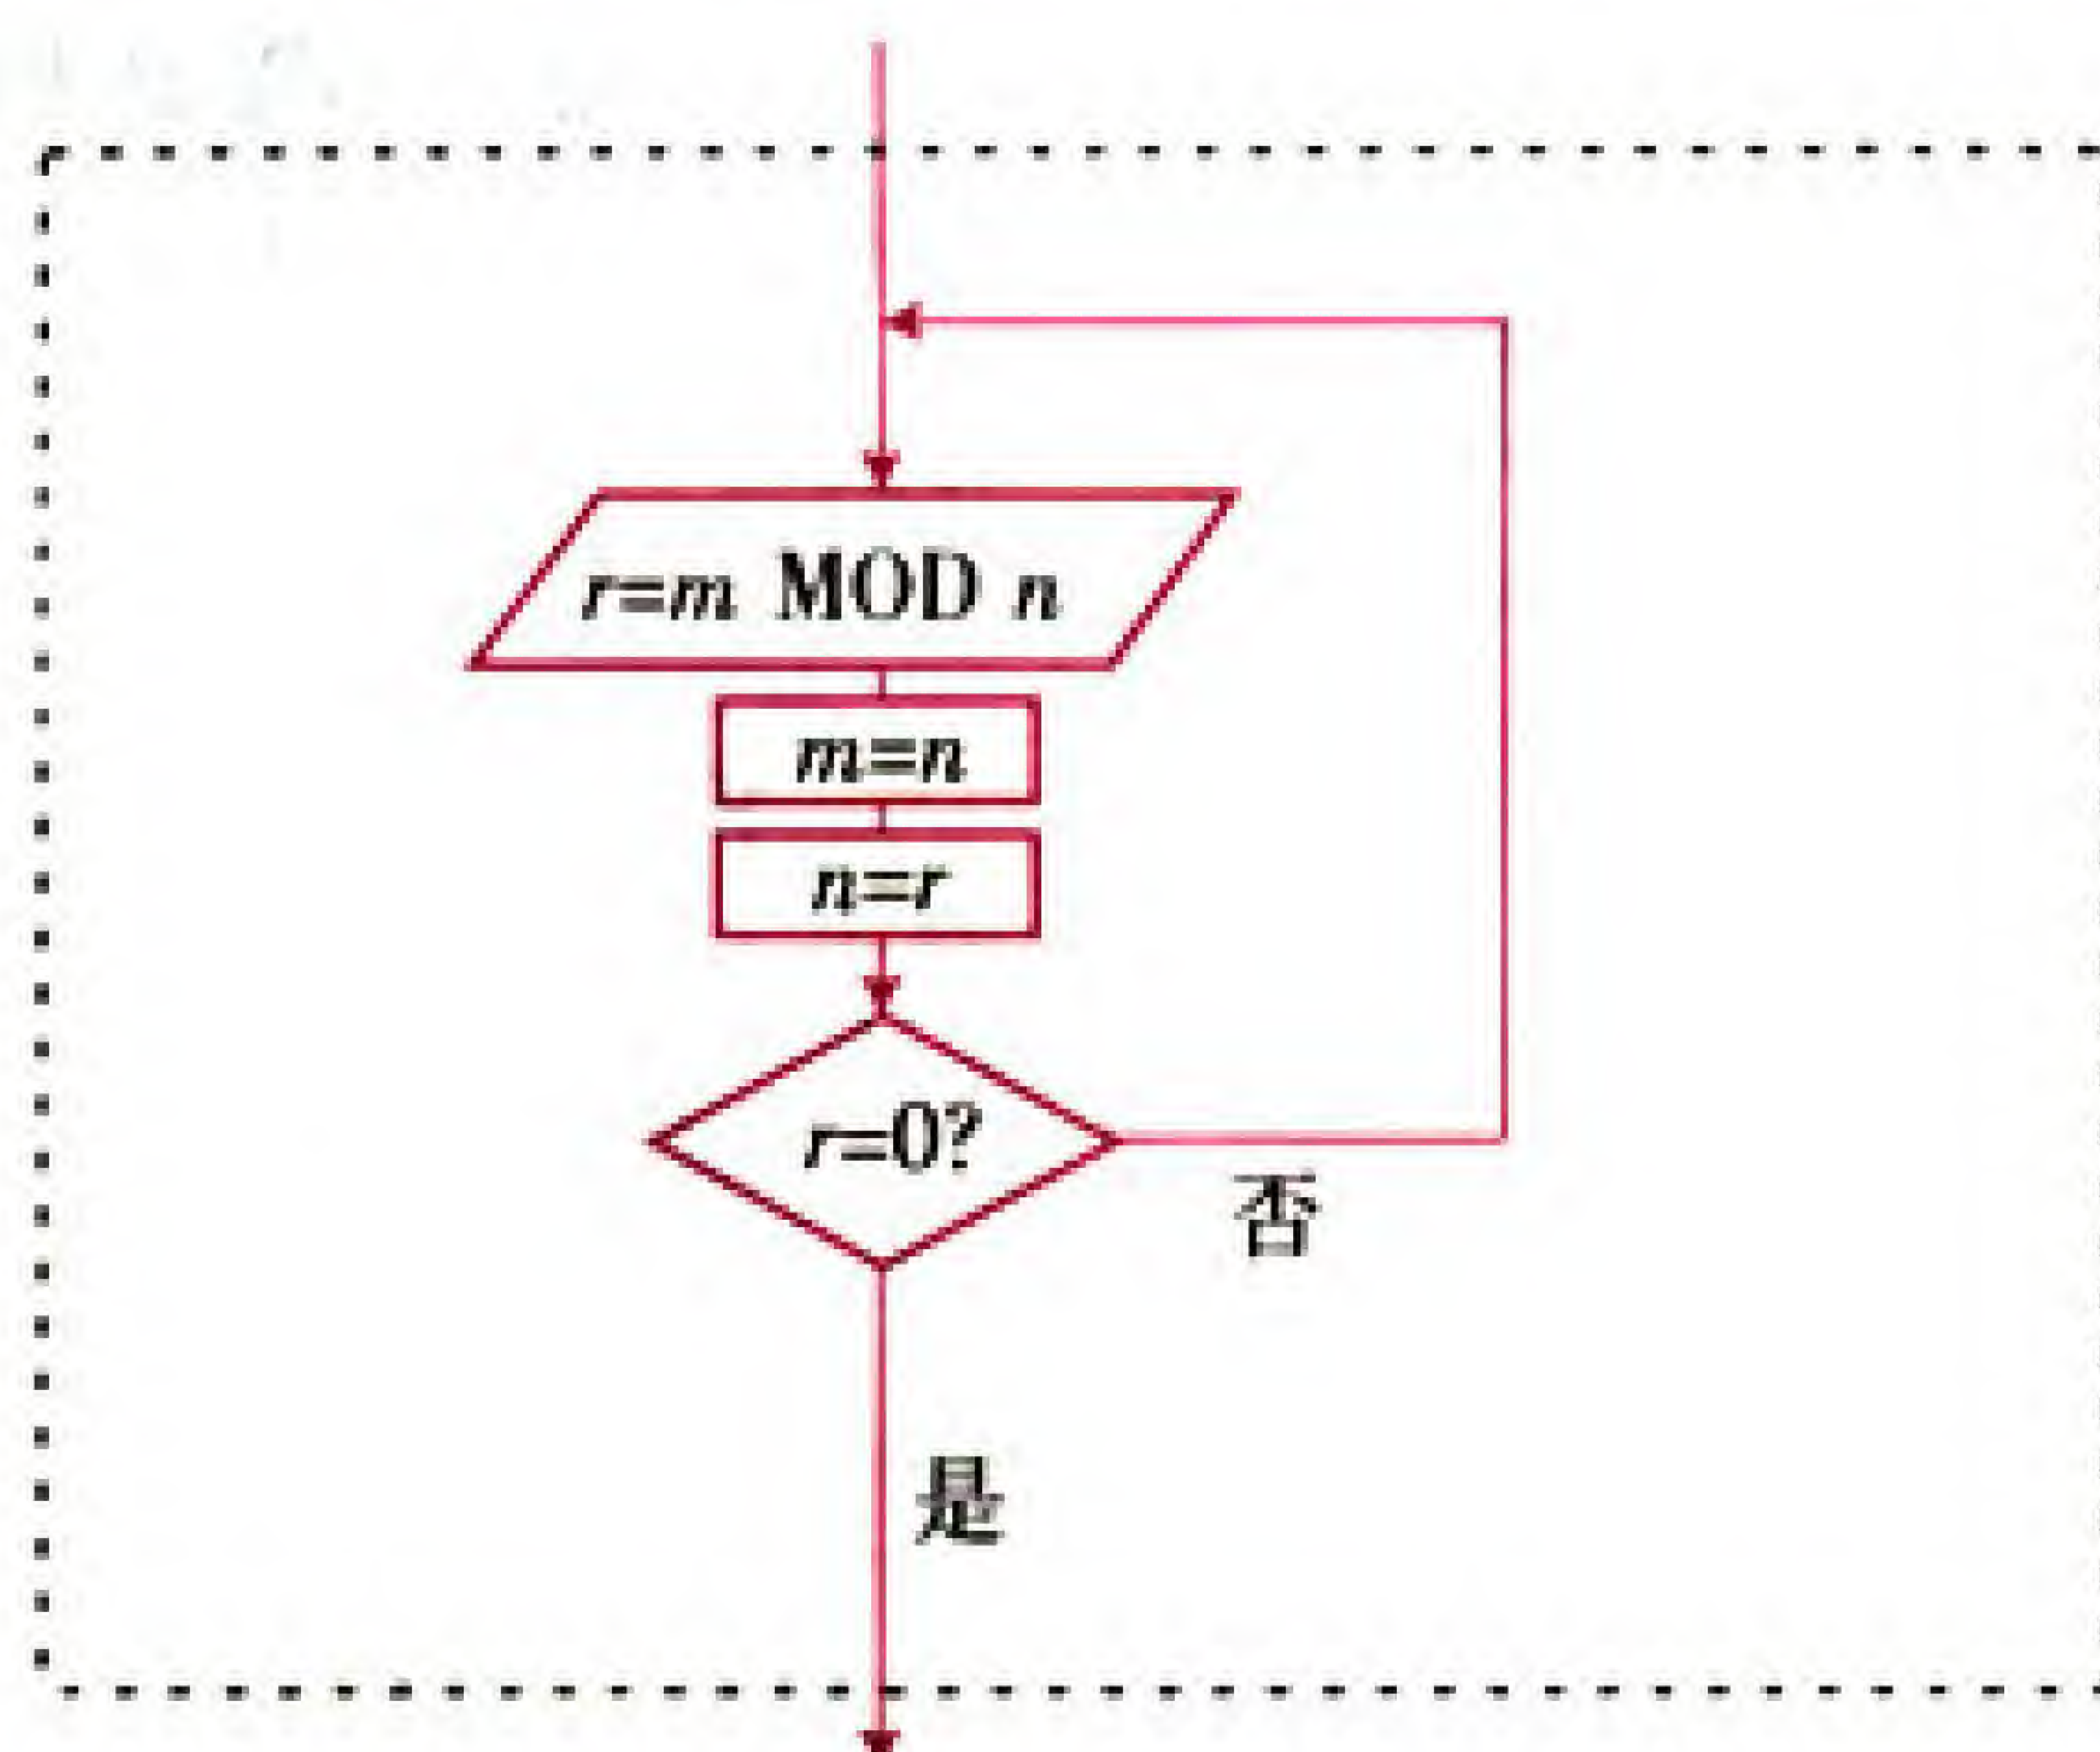 r=m MOD n
m=n
n=r
r=0?
否
是